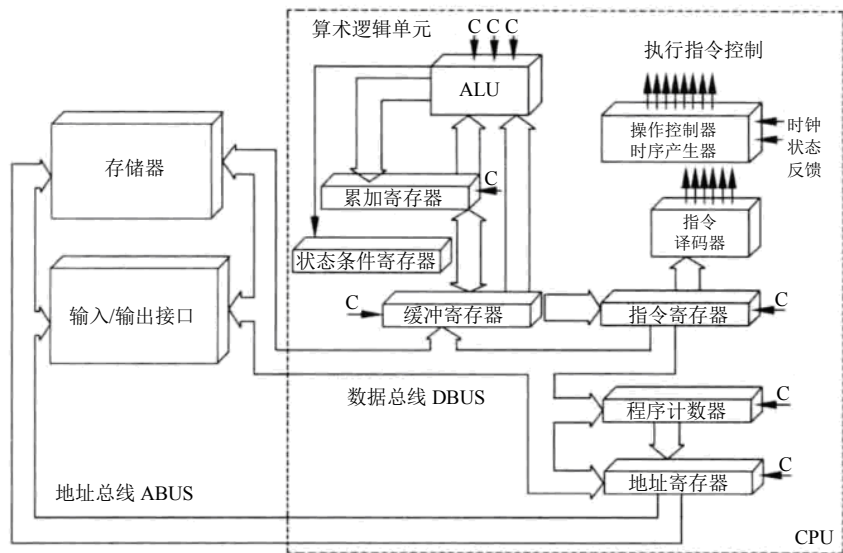 算术逻辑单元
C C C
ALU
执行指令控制
操作控制器
时序产生器
时钟
状态
反馈
存储器
累加寄存器
C
指令
译码器
状态条件寄存器
输入/输出接口
C
缓冲寄存器
指令寄存器
C
数据总线 DBUS
程序计数器
C
地址总线 ABUS
地址寄存器
C
CPU